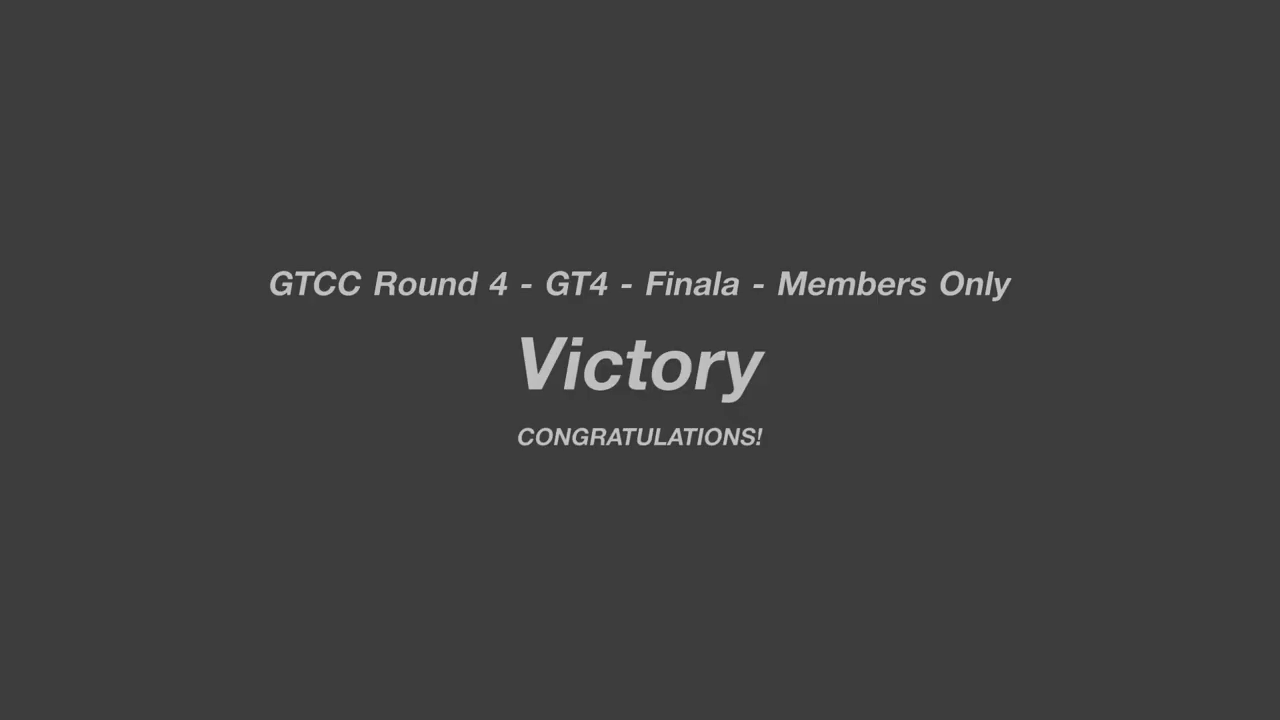 GTCC Round 4 - GT4 - Finala - Members Only
Victory
CONGRATULATIONS!